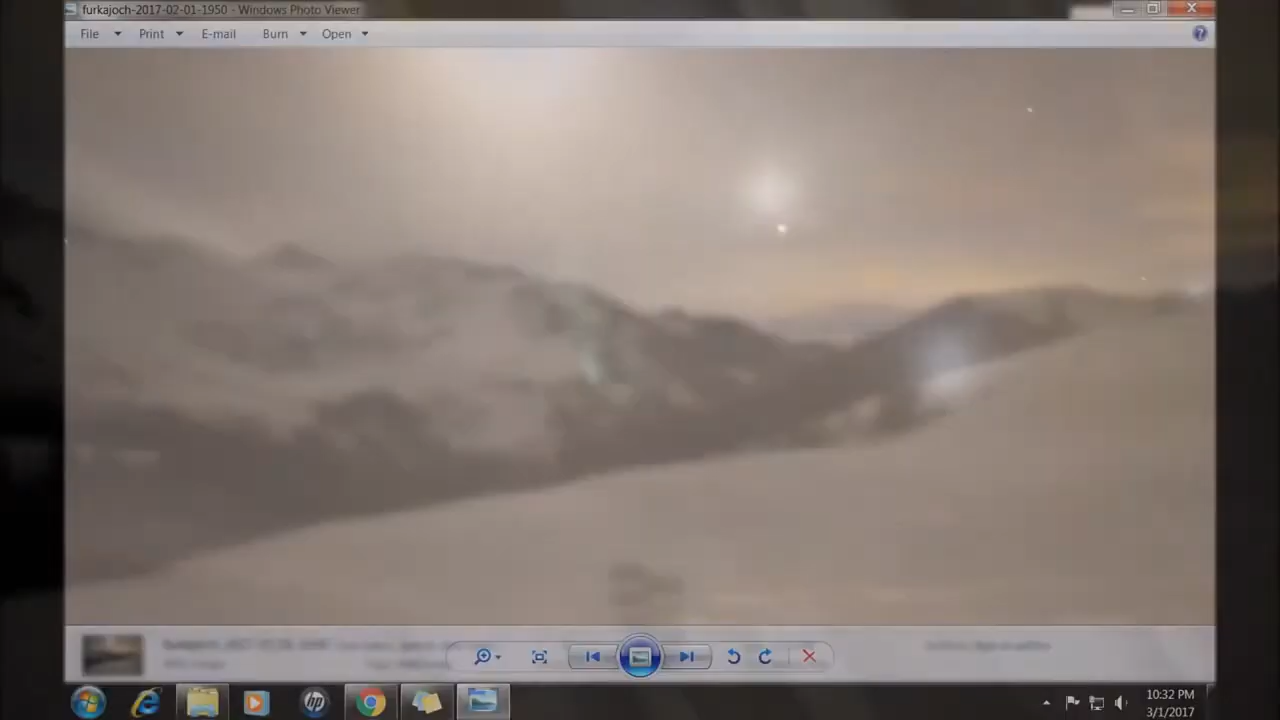 furkajoch-2017-02-01-1950 - Windows Photo Viewer
File Print E-mail Burn Open
hp
10:32 PM
3/1/2017